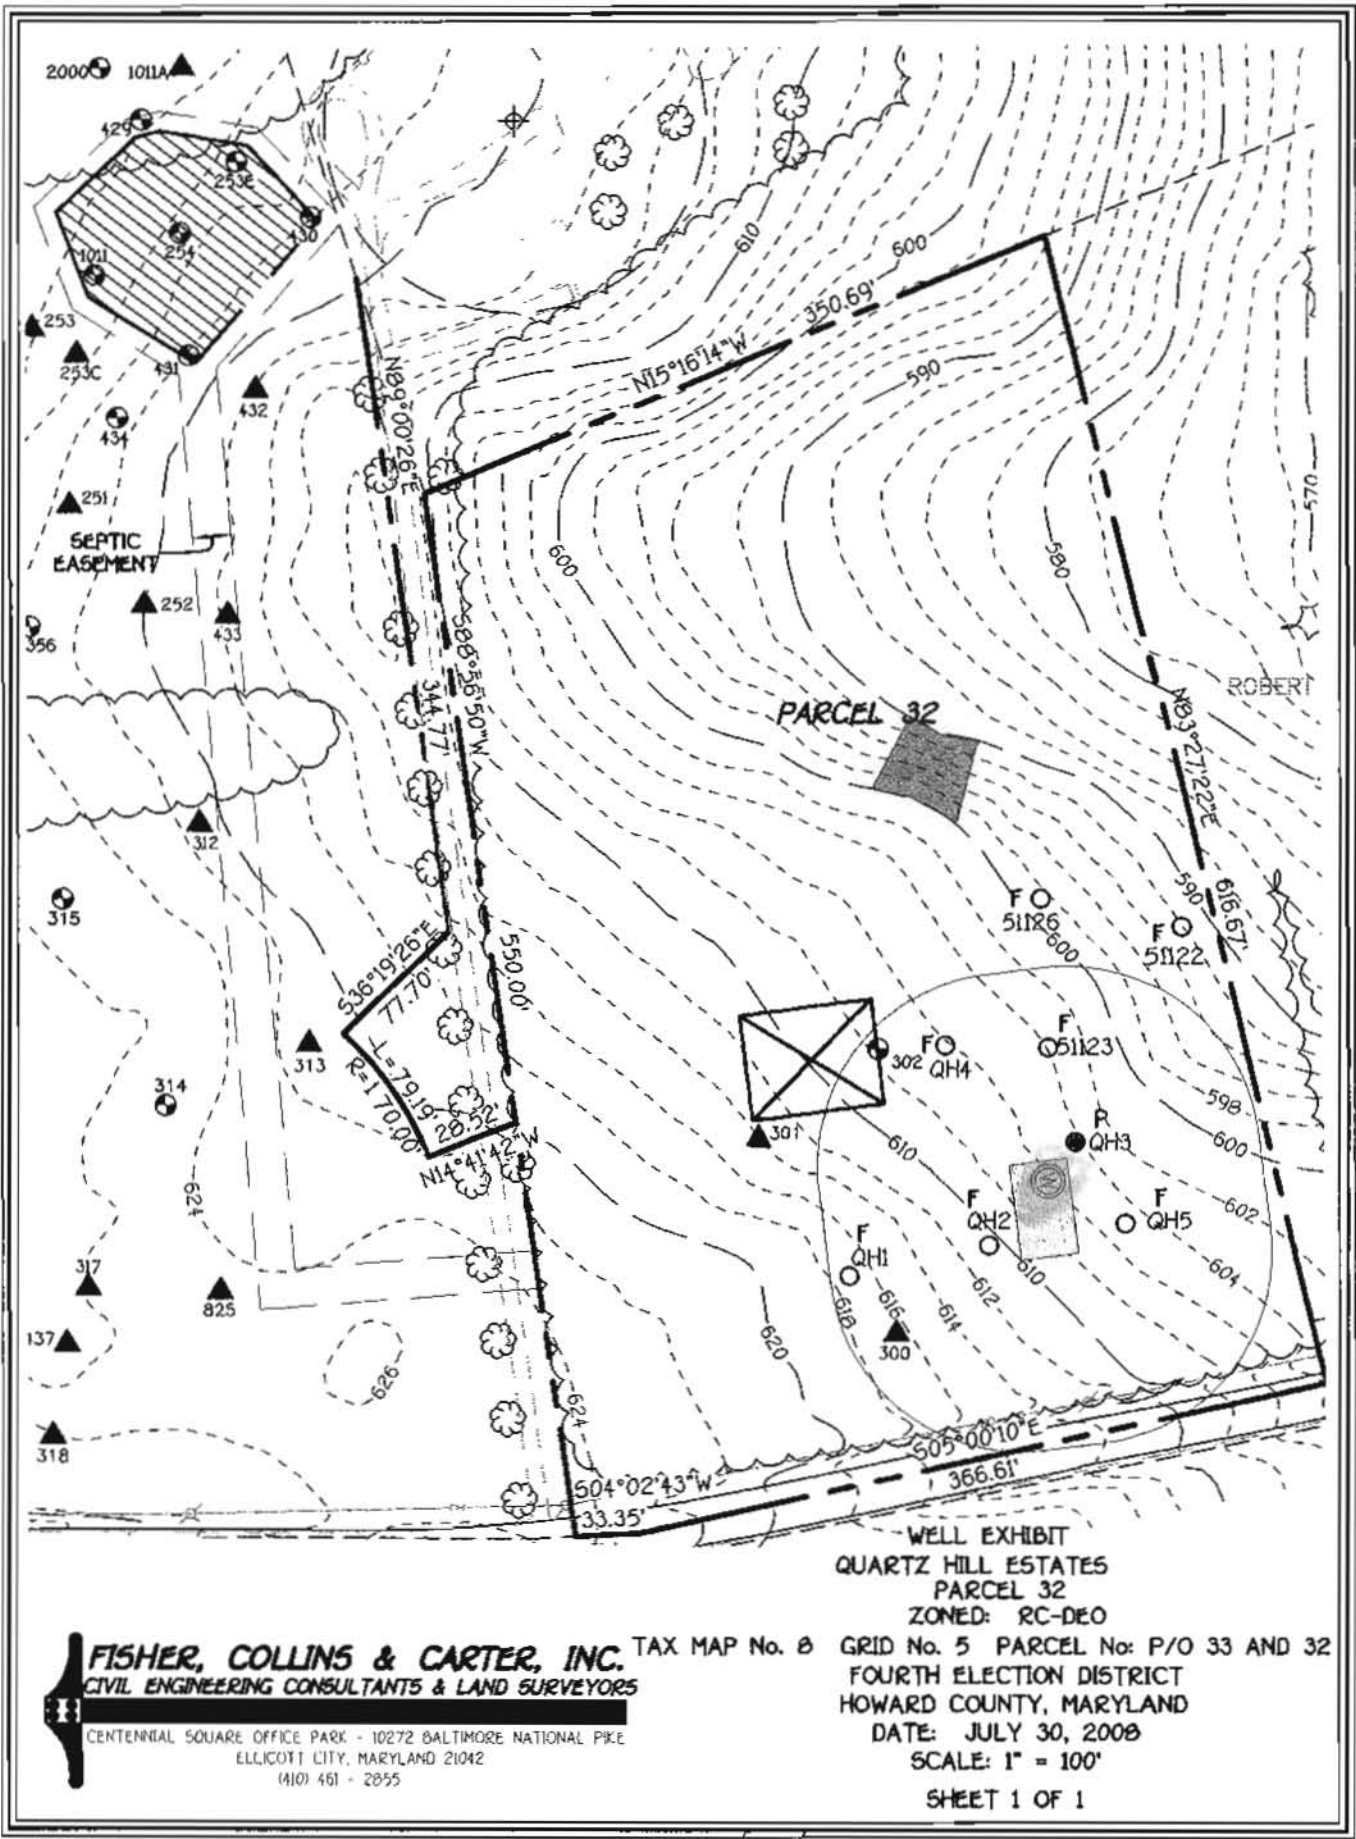 2000 1011A
429
253E
430
254
1011
253
253C
431
432
434
251
SEPTIC
EASEMENT
252
433
356
312
315
313
314
317
825
137
318
300
301
302
610
600
350.69'
N15°16'14"W
590
N89°00'26"E
600
580
570
S88°56'50"W
344.77'
PARCEL 32
ROBERT
N83°27'22"E
616.67'
590
F
51126
F
51122
600
S36°19'26"E
77.70'
550.00'
L=79.19'
R=170.00'
28.52'
N14°41'42"W
F
51123
F
QH4
598
R
QH3
600
610
W
F
QH2
F
QH5
602
F
QH1
604
610
612
614
616
618
620
624
624
626
S05°00'10"E
366.61'
S04°02'43"W
33.35'
WELL EXHIBIT
QUARTZ HILL ESTATES
PARCEL 32
ZONED: RC-DEO
TAX MAP No. 8 GRID No. 5 PARCEL No: P/O 33 AND 32
FOURTH ELECTION DISTRICT
HOWARD COUNTY, MARYLAND
DATE: JULY 30, 2008
SCALE: 1" = 100'
SHEET 1 OF 1
FISHER, COLLINS & CARTER, INC.
CIVIL ENGINEERING CONSULTANTS & LAND SURVEYORS
CENTENNIAL SQUARE OFFICE PARK - 10272 BALTIMORE NATIONAL PIKE
ELLICOTT CITY, MARYLAND 21042
(410) 461 - 2855